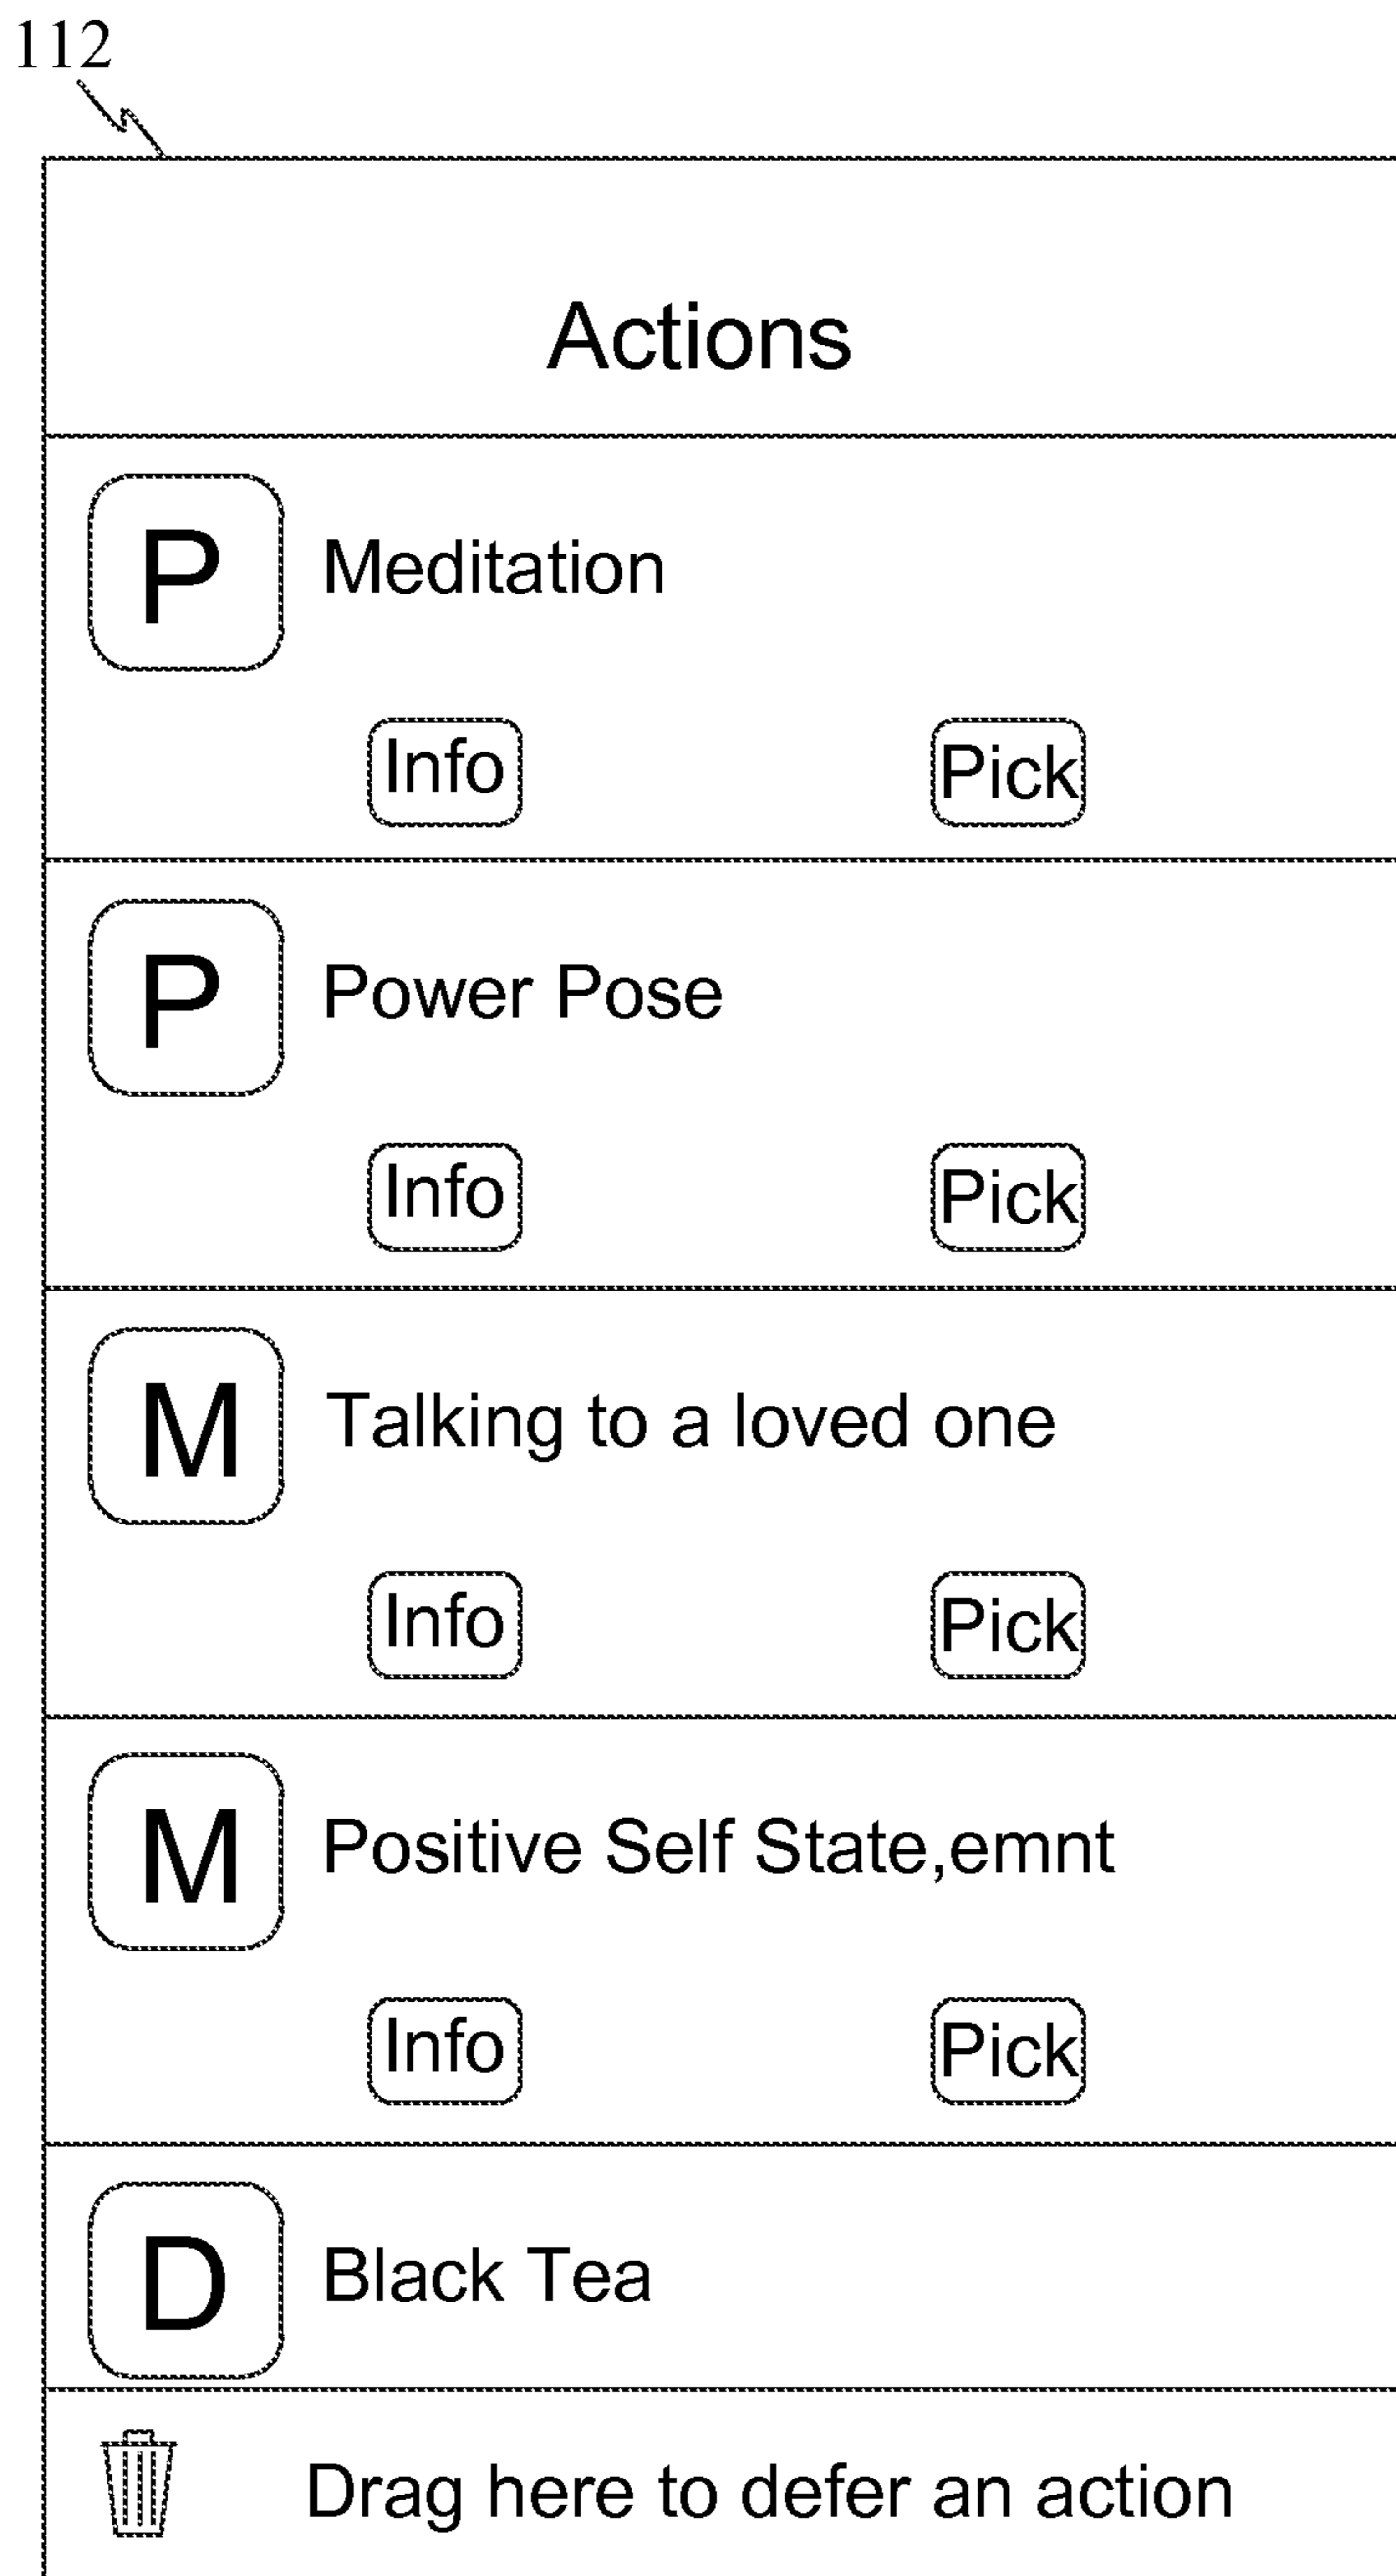 112
Actions
P Meditation
Info Pick
P Power Pose
Info Pick
M Talking to a loved one
Info Pick
M Positive Self State,emnt
Info Pick
D Black Tea
Drag here to defer an action